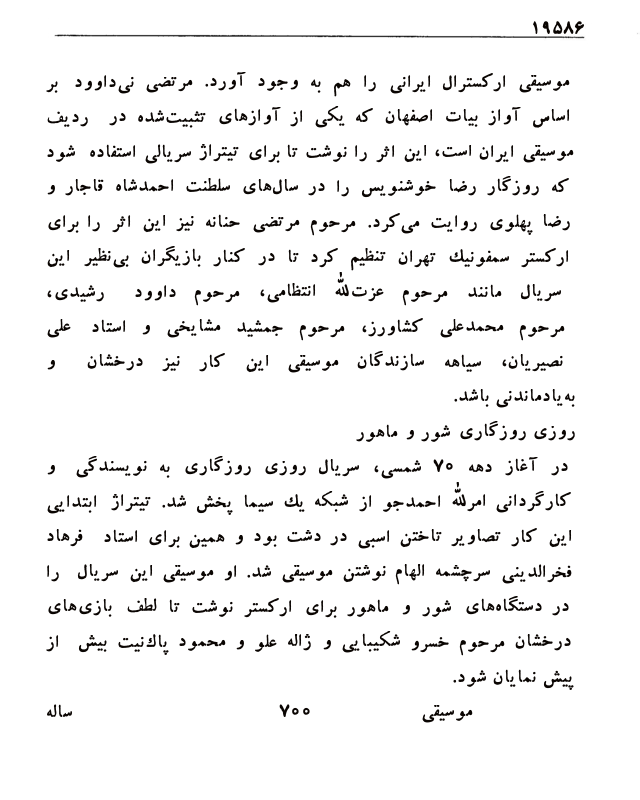 ۱۹۵۸۶
موسیقی ارکسترال ایرانی را هم به وجود آورد. مرتضی نی‌داوود بر
اساس آواز بیات اصفهان که یکی از آوازهای تثبیت‌شده در ردیف
موسیقی ایران است، این اثر را نوشت تا برای تیتراژ سریالی استفاده شود
که روزگار رضا خوشنویس را در سال‌های سلطنت احمدشاه قاجار و
رضا پهلوی روایت می‌کرد. مرحوم مرتضی حنانه نیز این اثر را برای
ارکستر سمفونیك تهران تنظیم کرد تا در کنار بازیگران بی‌نظیر این
سریال مانند مرحوم عزت‌الله انتظامی، مرحوم داوود رشیدی،
مرحوم محمدعلی کشاورز، مرحوم جمشید مشایخی و استاد علی
نصیریان، سیاهه سازندگان موسیقی این کار نیز درخشان و
به‌یادماندنی باشد.
روزی روزگاری شور و ماهور
در آغاز دهه ۷۰ شمسی، سریال روزی روزگاری به نویسندگی و
کارگردانی امرالله احمدجو از شبکه یك سیما پخش شد. تیتراژ ابتدایی
این کار تصاویر تاختن اسبی در دشت بود و همین برای استاد فرهاد
فخرالدینی سرچشمه الهام نوشتن موسیقی شد. او موسیقی این سریال را
در دستگاه‌های شور و ماهور برای ارکستر نوشت تا لطف بازی‌های
درخشان مرحوم خسرو شکیبایی و ژاله علو و محمود پاك‌نیت بیش از
پیش نمایان شود.
موسیقی ۷۰۰ ساله